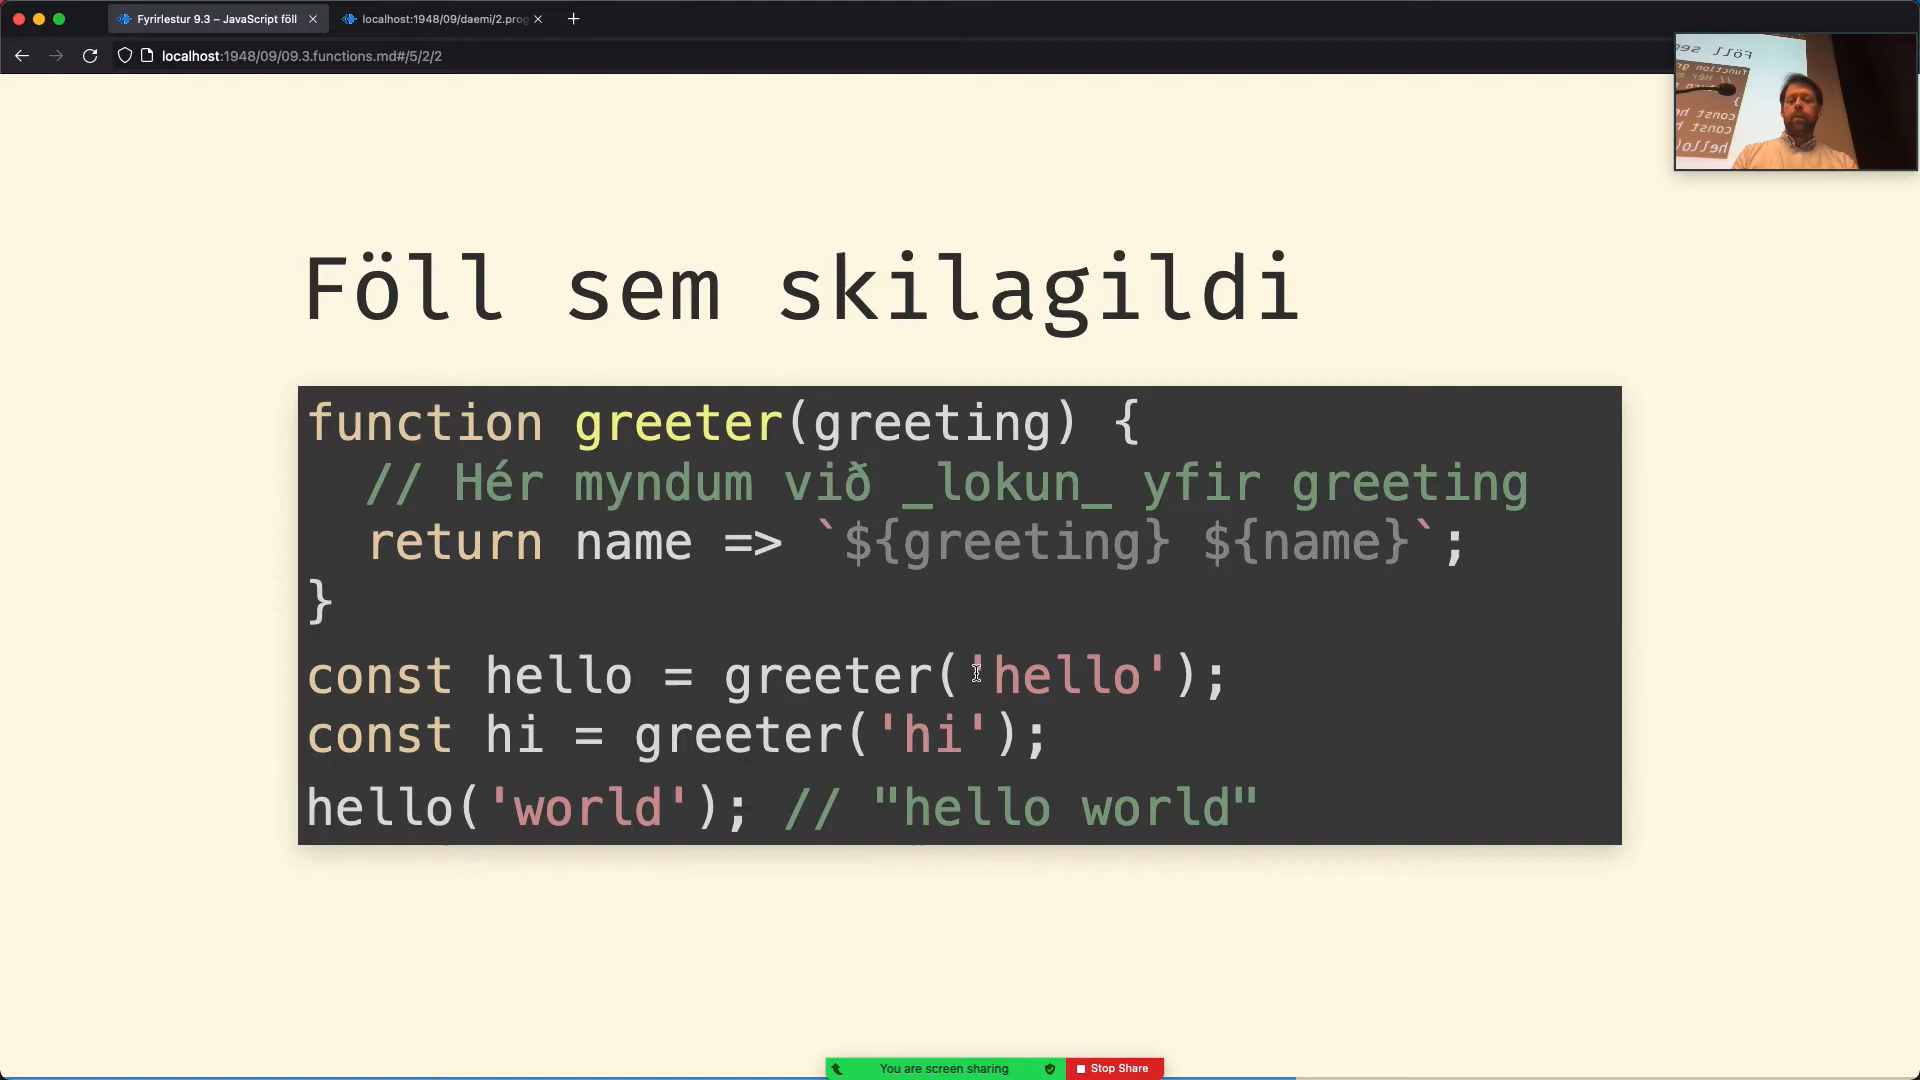 Fyrirlestur 9.3 – JavaScript föll
localhost:1948/09/daemi/2.prog
localhost:1948/09/09.3.functions.md#/5/2/2
Föll sem skilagildi
function greeter(greeting) {
  // Hér myndum við _lokun_ yfir greeting
  return name => `${greeting} ${name}`;
}
const hello = greeter('hello');
const hi = greeter('hi');
hello('world'); // "hello world"
You are screen sharing
Stop Share